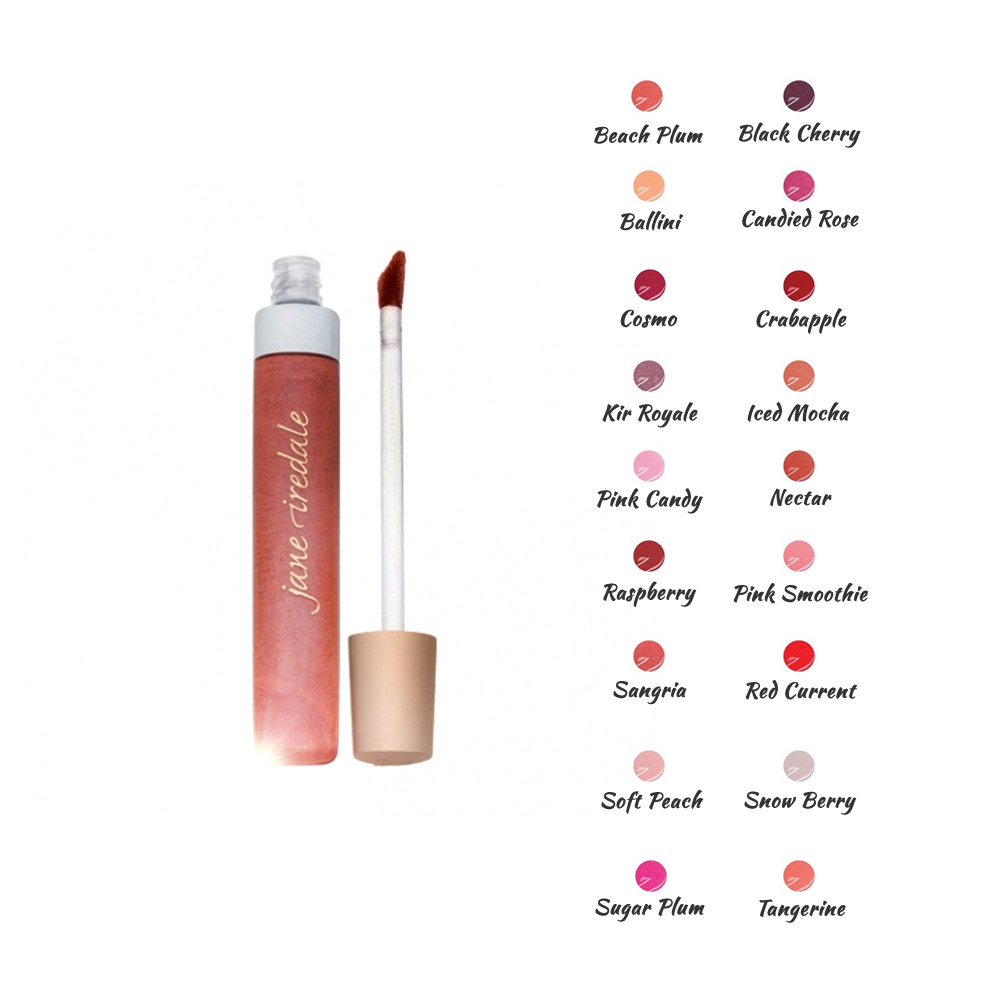 jane iredale
Beach Plum
Black Cherry
Ballini
Candied Rose
Cosmo
Crabapple
Kir Royale
Iced Mocha
Pink Candy
Nectar
Raspberry
Pink Smoothie
Sangria
Red Current
Soft Peach
Snow Berry
Sugar Plum
Tangerine